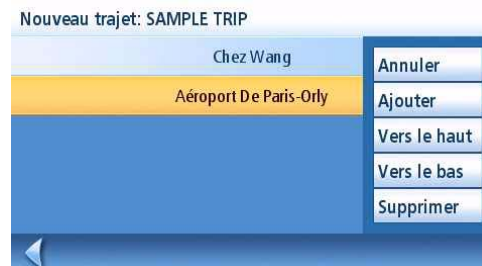 Nouveau trajet: SAMPLE TRIP
Chez Wang
Aéroport De Paris-Orly
Annuler
Ajouter
Vers le haut
Vers le bas
Supprimer